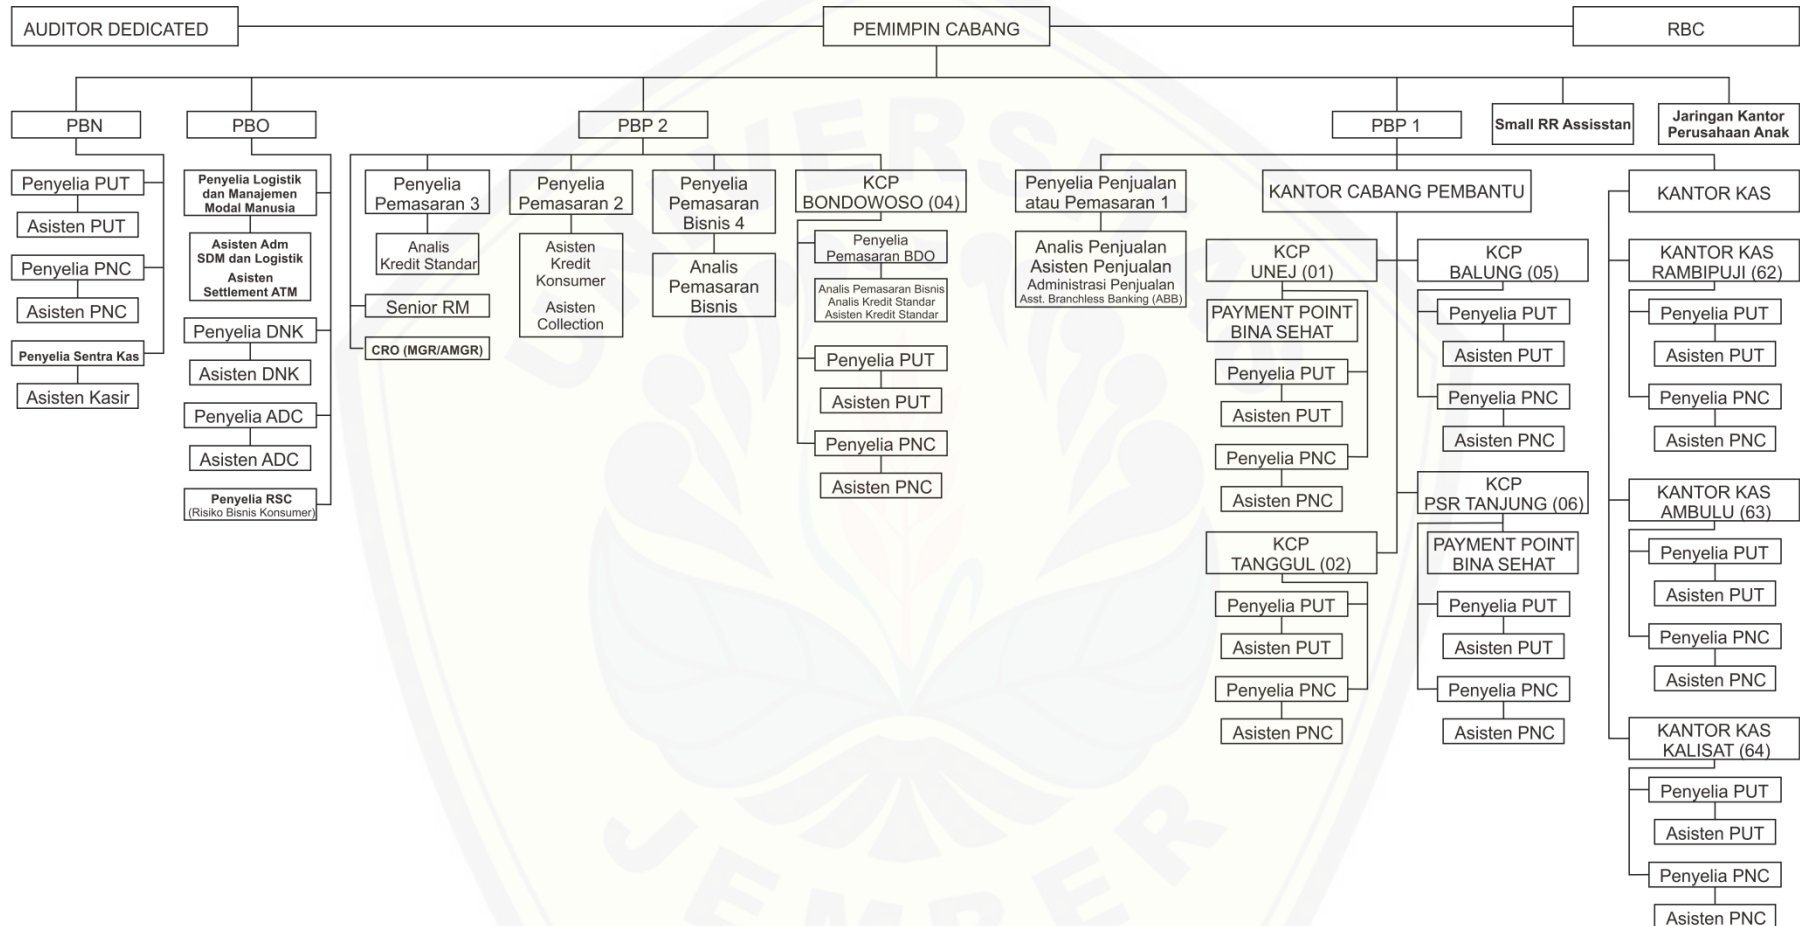 AUDITOR DEDICATED
PEMIMPIN CABANG
RBC
PBN
PBO
PBP 2
PBP 1
Small RR Assisstan
Jaringan Kantor
Perusahaan Anak
Penyelia PUT
Asisten PUT
Penyelia PNC
Asisten PNC
Penyelia Sentra Kas
Asisten Kasir
Penyelia Logistik
dan Manajemen
Modal Manusia
Asisten Adm
SDM dan Logistik
Asisten
Settlement ATM
Penyelia DNK
Asisten DNK
Penyelia ADC
Asisten ADC
Penyelia RSC
(Risiko Bisnis Konsumer)
Penyelia
Pemasaran 3
Analis
Kredit Standar
Senior RM
CRO (MGR/AMGR)
Penyelia
Pemasaran 2
Asisten
Kredit
Konsumer
Asisten
Collection
Penyelia
Pemasaran
Bisnis 4
Analis
Pemasaran
Bisnis
KCP
BONDOWOSO (04)
Penyelia
Pemasaran BDO
Analis Pemasaran Bisnis
Analis Kredit Standar
Asisten Kredit Standar
Penyelia PUT
Asisten PUT
Penyelia PNC
Asisten PNC
Penyelia Penjualan
atau Pemasaran 1
Analis Penjualan
Asisten Penjualan
Administrasi Penjualan
Asst. Branchless Banking (ABB)
KANTOR CABANG PEMBANTU
KCP
UNEJ (01)
PAYMENT POINT
BINA SEHAT
Penyelia PUT
Asisten PUT
Penyelia PNC
Asisten PNC
KCP
TANGGUL (02)
Penyelia PUT
Asisten PUT
Penyelia PNC
Asisten PNC
KCP
BALUNG (05)
Penyelia PUT
Asisten PUT
Penyelia PNC
Asisten PNC
KCP
PSR TANJUNG (06)
PAYMENT POINT
BINA SEHAT
Penyelia PUT
Asisten PUT
Penyelia PNC
Asisten PNC
KANTOR KAS
KANTOR KAS
RAMBIPUJI (62)
Penyelia PUT
Asisten PUT
Penyelia PNC
Asisten PNC
KANTOR KAS
AMBULU (63)
Penyelia PUT
Asisten PUT
Penyelia PNC
Asisten PNC
KANTOR KAS
KALISAT (64)
Penyelia PUT
Asisten PUT
Penyelia PNC
Asisten PNC
UNIVERSITAS
JEMBER